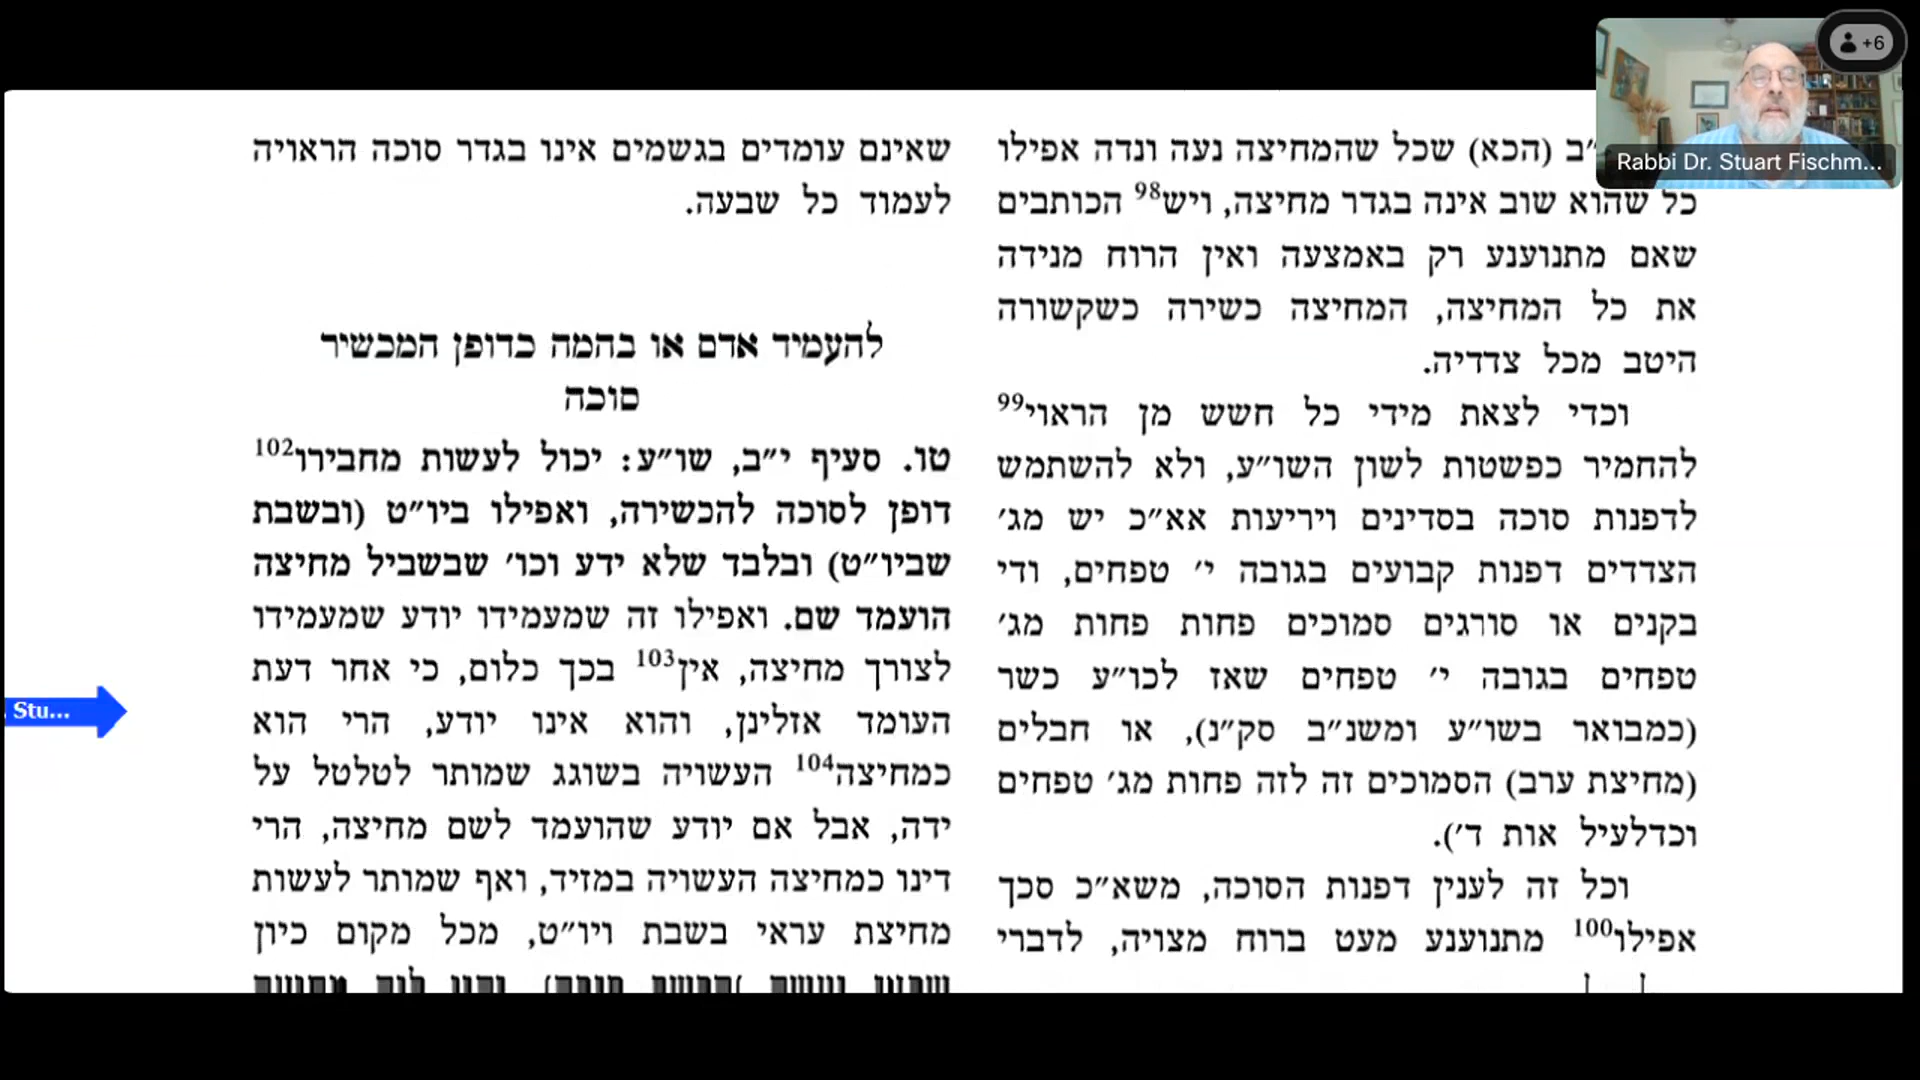 ״ב (הכא) שכל שהמחיצה נעה ונדה אפילו
כל שהוא שוב אינה בגדר מחיצה, ויש98 הכותבים
שאם מתנוענע רק באמצעה ואין הרוח מנידה
את כל המחיצה, המחיצה כשירה כשקשורה
היטב מכל צדדיה.
וכדי לצאת מידי כל חשש מן הראוי99
להחמיר כפשטות לשון השו״ע, ולא להשתמש
לדפנות סוכה בסדינים ויריעות אא״כ יש מג׳
הצדדים דפנות קבועים בגובה י׳ טפחים, ודי
בקנים או סורגים סמוכים פחות פחות מג׳
טפחים בגובה י׳ טפחים שאז לכו״ע כשר
(כמבואר בשו״ע ומשנ״ב סק״נ), או חבלים
(מחיצת ערב) הסמוכים זה לזה פחות מג׳ טפחים
וכדלעיל אות ד׳).
וכל זה לענין דפנות הסוכה, משא״כ סכך
אפילו100 מתנוענע מעט ברוח מצויה, לדברי
שאינם עומדים בגשמים אינו בגדר סוכה הראויה
לעמוד כל שבעה.
להעמיד אדם או בהמה כדופן המכשיר
סוכה
טו. סעיף י״ב, שו״ע: יכול לעשות מחבירו102
דופן לסוכה להכשירה, ואפילו ביו״ט (ובשבת
שביו״ט) ובלבד שלא ידע וכו׳ שבשביל מחיצה
הועמד שם. ואפילו זה שמעמידו יודע שמעמידו
לצורך מחיצה, אין103 בכך כלום, כי אחר דעת
העומד אזלינן, והוא אינו יודע, הרי הוא
כמחיצה104 העשויה בשוגג שמותר לטלטל על
ידה, אבל אם יודע שהועמד לשם מחיצה, הרי
דינו כמחיצה העשויה במזיד, ואף שמותר לעשות
מחיצת עראי בשבת ויו״ט, מכל מקום כיון
Rabbi Dr. Stuart Fischm...
+6
. Stu...